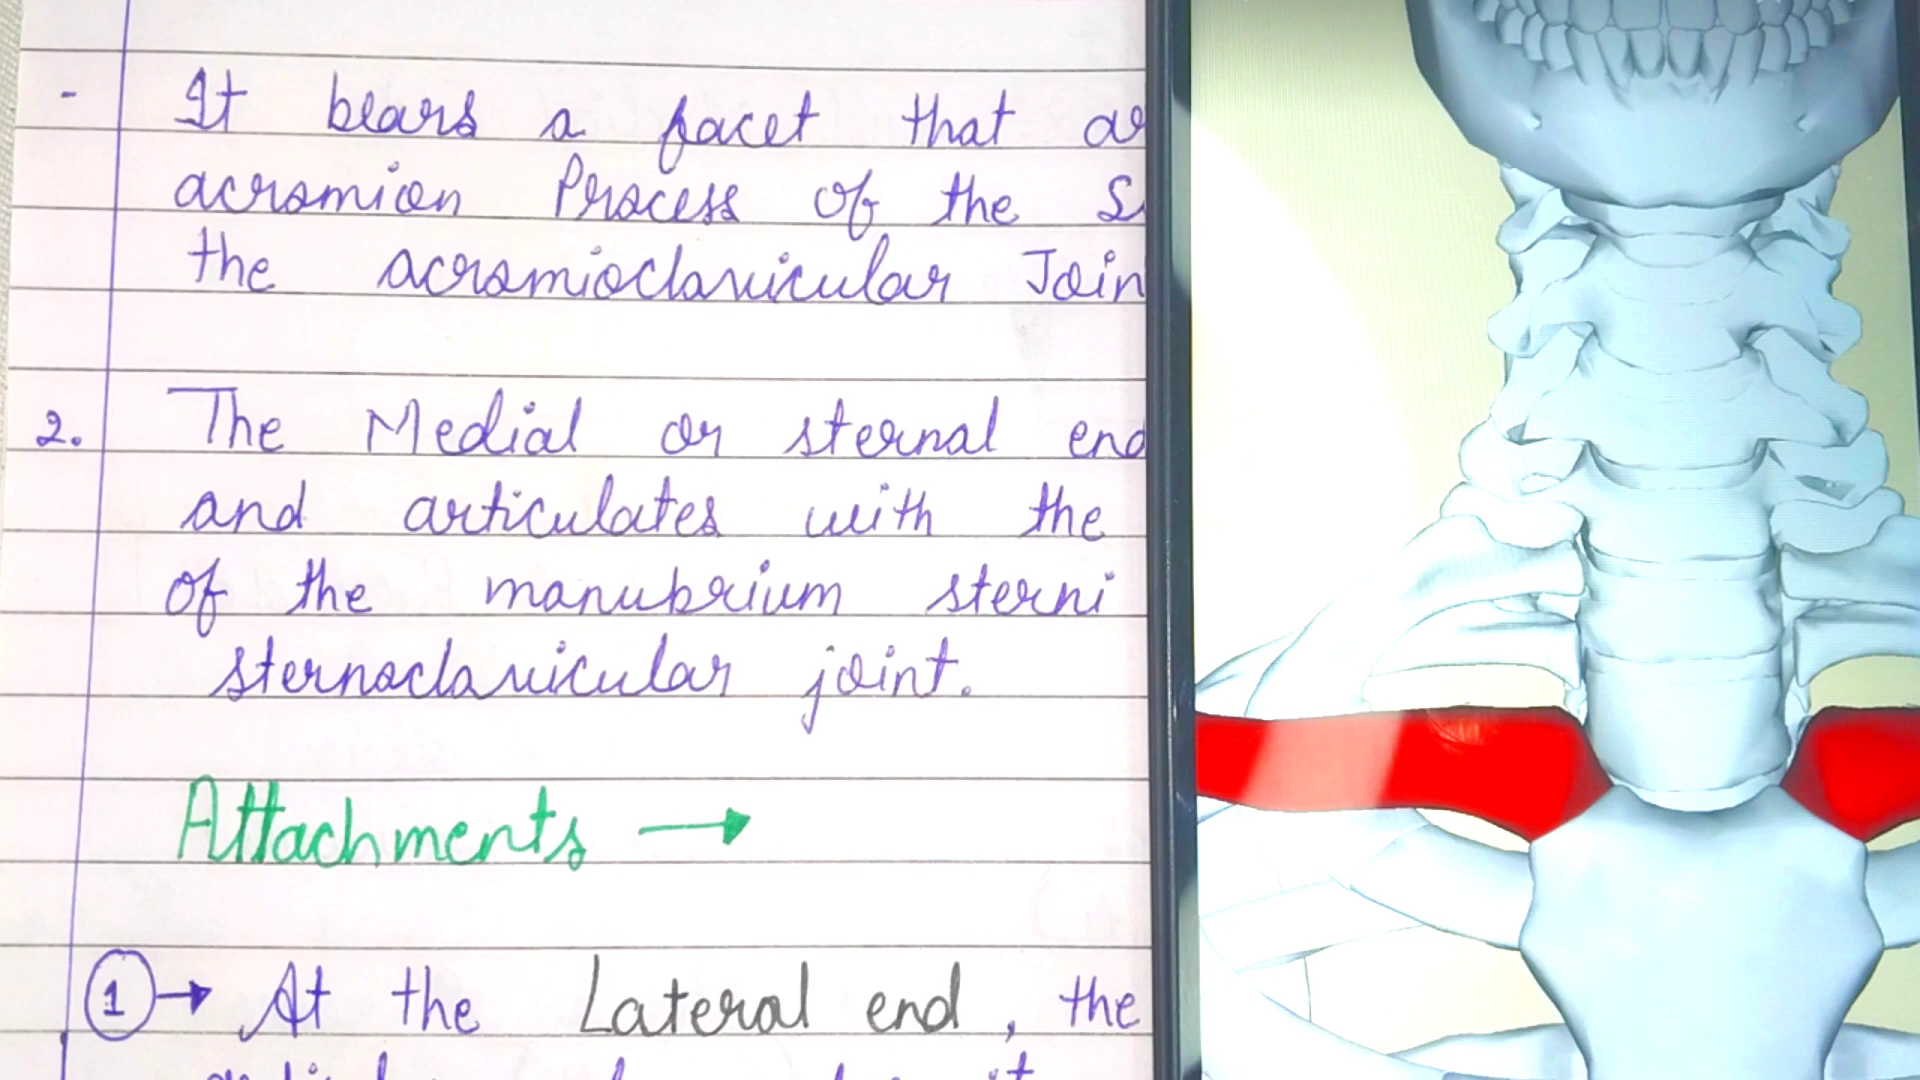 - It bears a facet that ar
acromion Process of the S
the acromioclavicular Join
2. The Medial or sternal end
and articulates with the
of the manubrium sterni
sternoclavicular joint.
Attachments →
1 → At the Lateral end, the